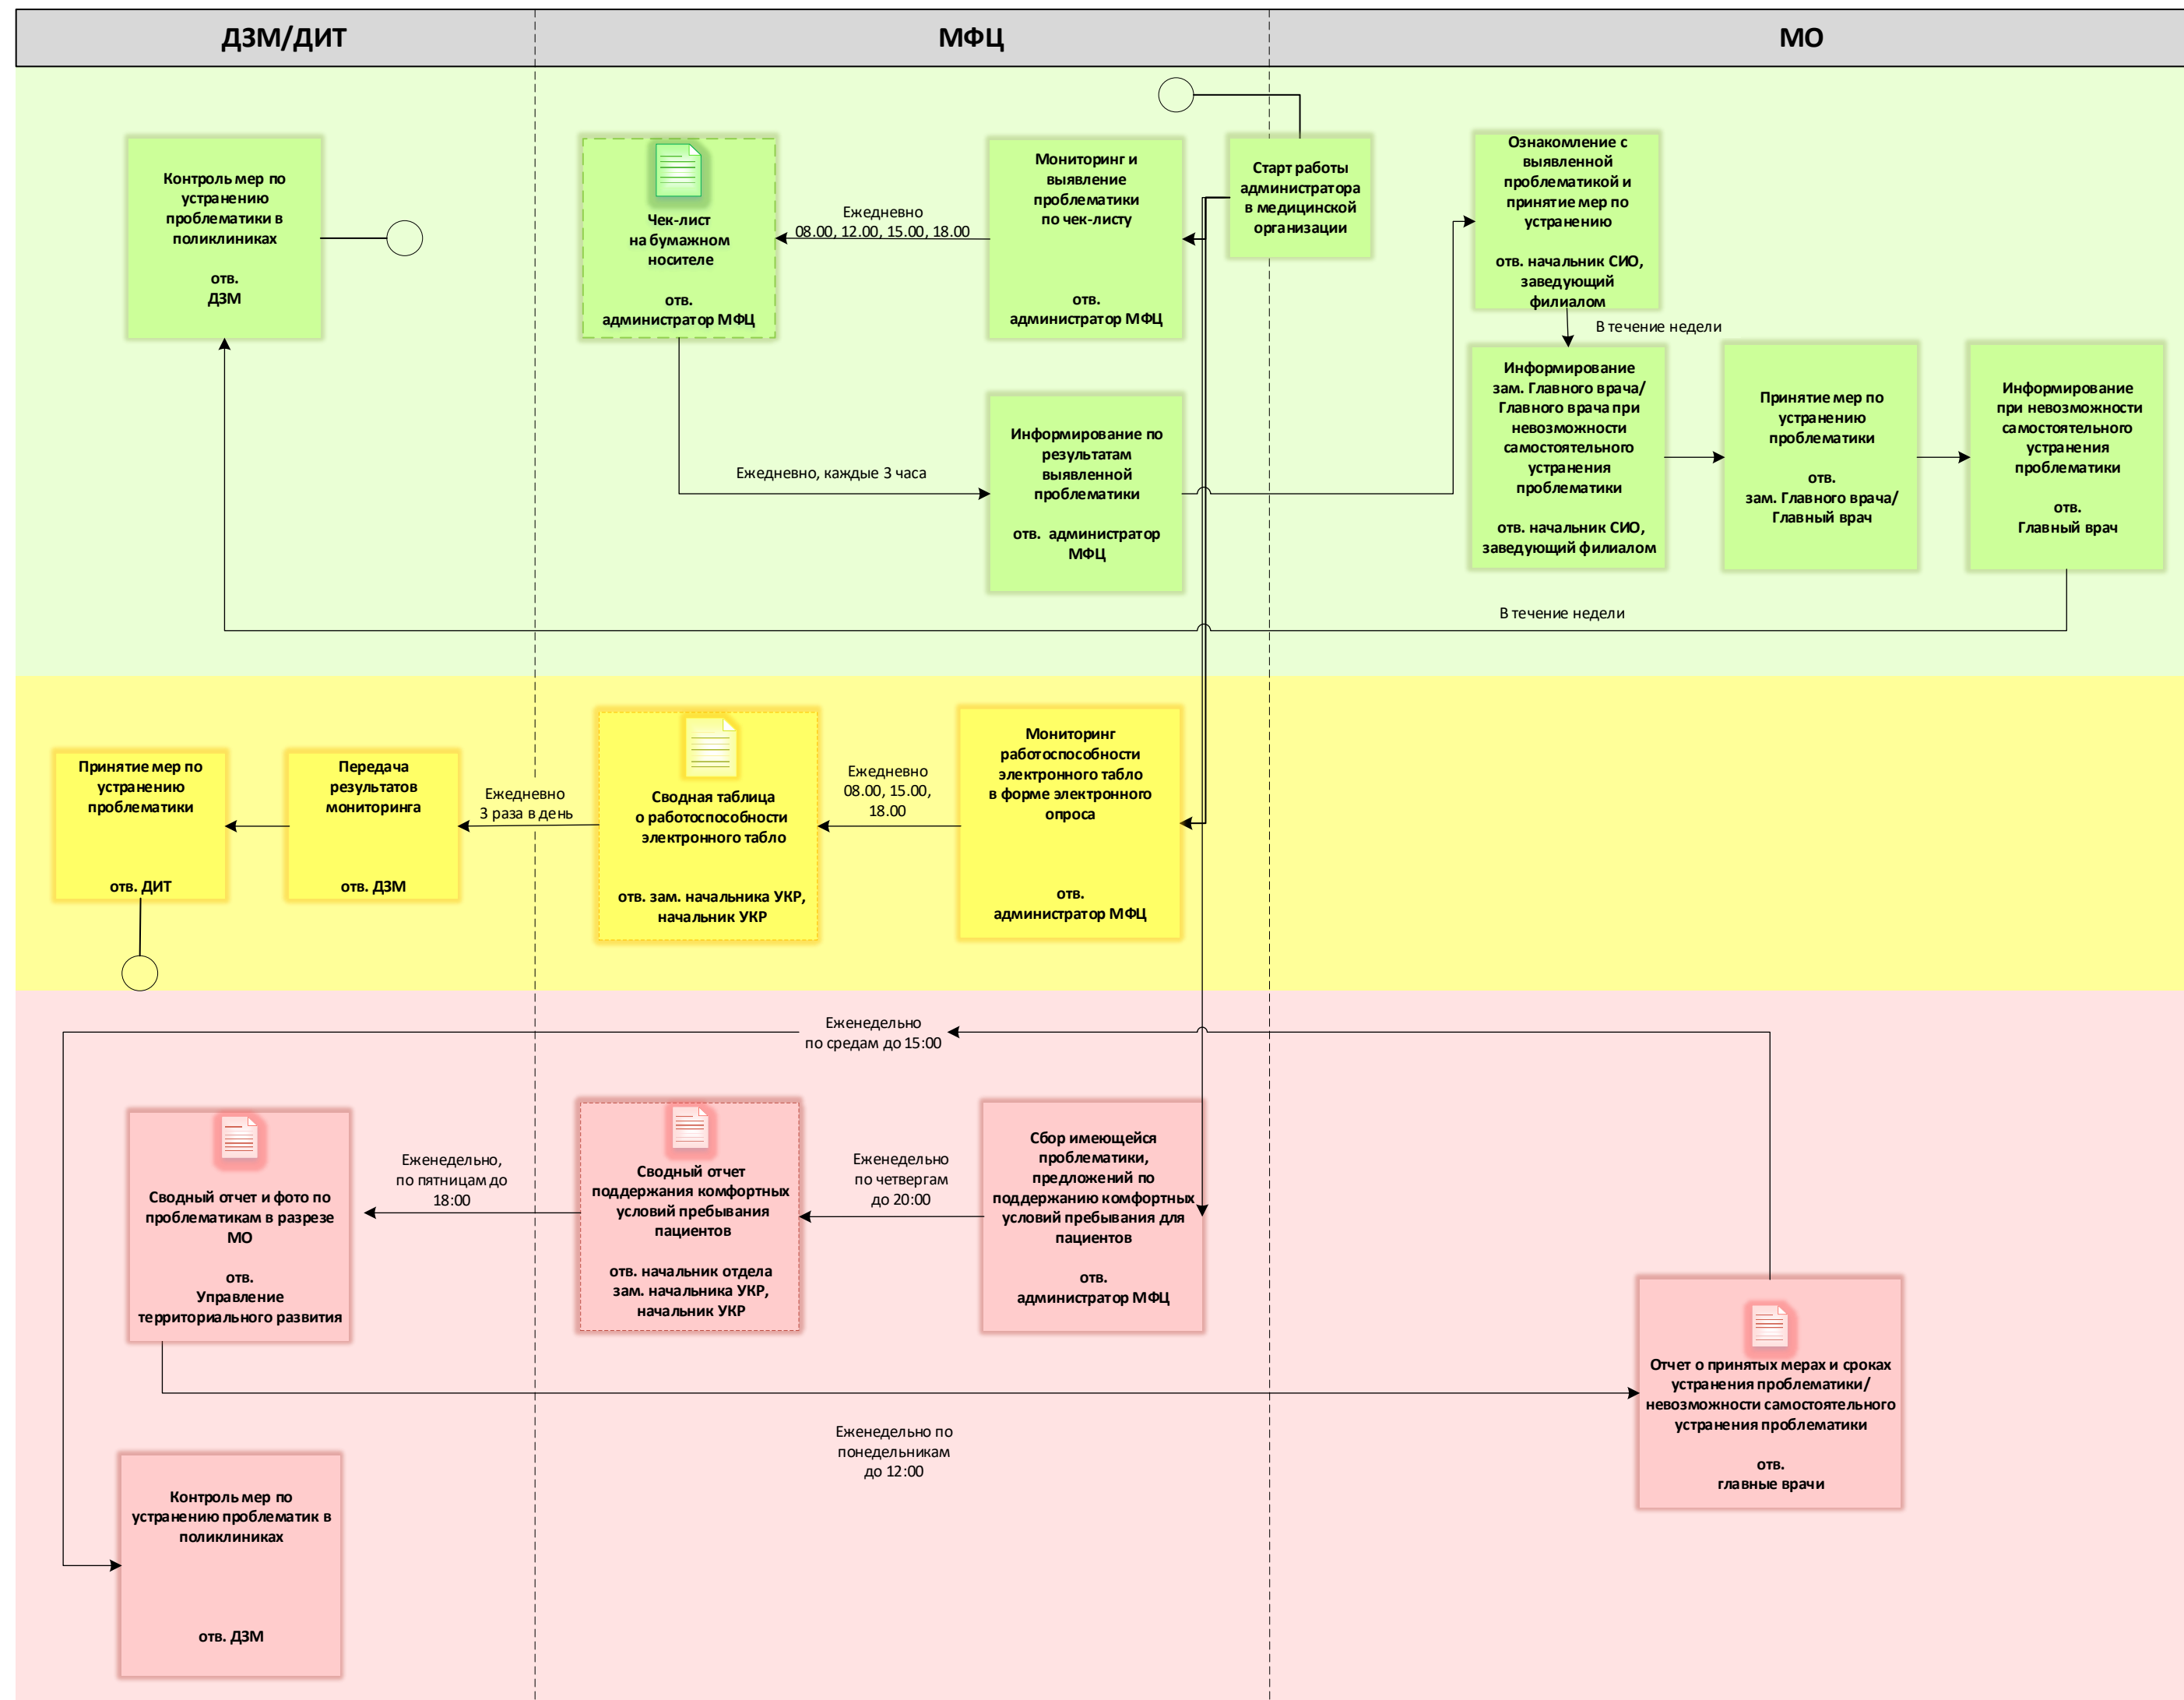 ДЗМ/ДИТ
МФЦ
МО
Контроль мер по
устранению
проблематики в
поликлиниках
отв.
ДЗМ
Чек-лист
на бумажном
носителе
отв.
администратор МФЦ
Ежедневно
08.00, 12.00, 15.00, 18.00
Мониторинг и
выявление
проблематики
по чек-листу
отв.
администратор МФЦ
Старт работы
администратора
в медицинской
организации
Ознакомление с
выявленной
проблематикой и
принятие мер по
устранению
отв. начальник СИО,
заведующий
филиалом
В течение недели
Ежедневно, каждые 3 часа
Информирование по
результатам
выявленной
проблематики
отв. администратор
МФЦ
Информирование
зам. Главного врача/
Главного врача при
невозможности
самостоятельного
устранения
проблематики
отв. начальник СИО,
заведующий филиалом
Принятие мер по
устранению
проблематики
отв.
зам. Главного врача/
Главный врач
Информирование
при невозможности
самостоятельного
устранения
проблематики
отв.
Главный врач
В течение недели
Принятие мер по
устранению
проблематики
отв. ДИТ
Передача
результатов
мониторинга
отв. ДЗМ
Ежедневно
3 раза в день
Сводная таблица
о работоспособности
электронного табло
отв. зам. начальника УКР,
начальник УКР
Ежедневно
08.00, 15.00,
18.00
Мониторинг
работоспособности
электронного табло
в форме электронного
опроса
отв.
администратор МФЦ
Еженедельно
по средам до 15:00
Сводный отчет и фото по
проблематикам в разрезе
МО
отв.
Управление
территориального развития
Еженедельно,
по пятницам до
18:00
Сводный отчет
поддержания комфортных
условий пребывания
пациентов
отв. начальник отдела
зам. начальника УКР,
начальник УКР
Еженедельно
по четвергам
до 20:00
Сбор имеющейся
проблематики,
предложений по
поддержанию комфортных
условий пребывания для
пациентов
отв.
администратор МФЦ
Отчет о принятых мерах и сроках
устранения проблематики/
невозможности самостоятельного
устранения проблематики
отв.
главные врачи
Еженедельно по
понедельникам
до 12:00
Контроль мер по
устранению проблематик в
поликлиниках
отв. ДЗМ